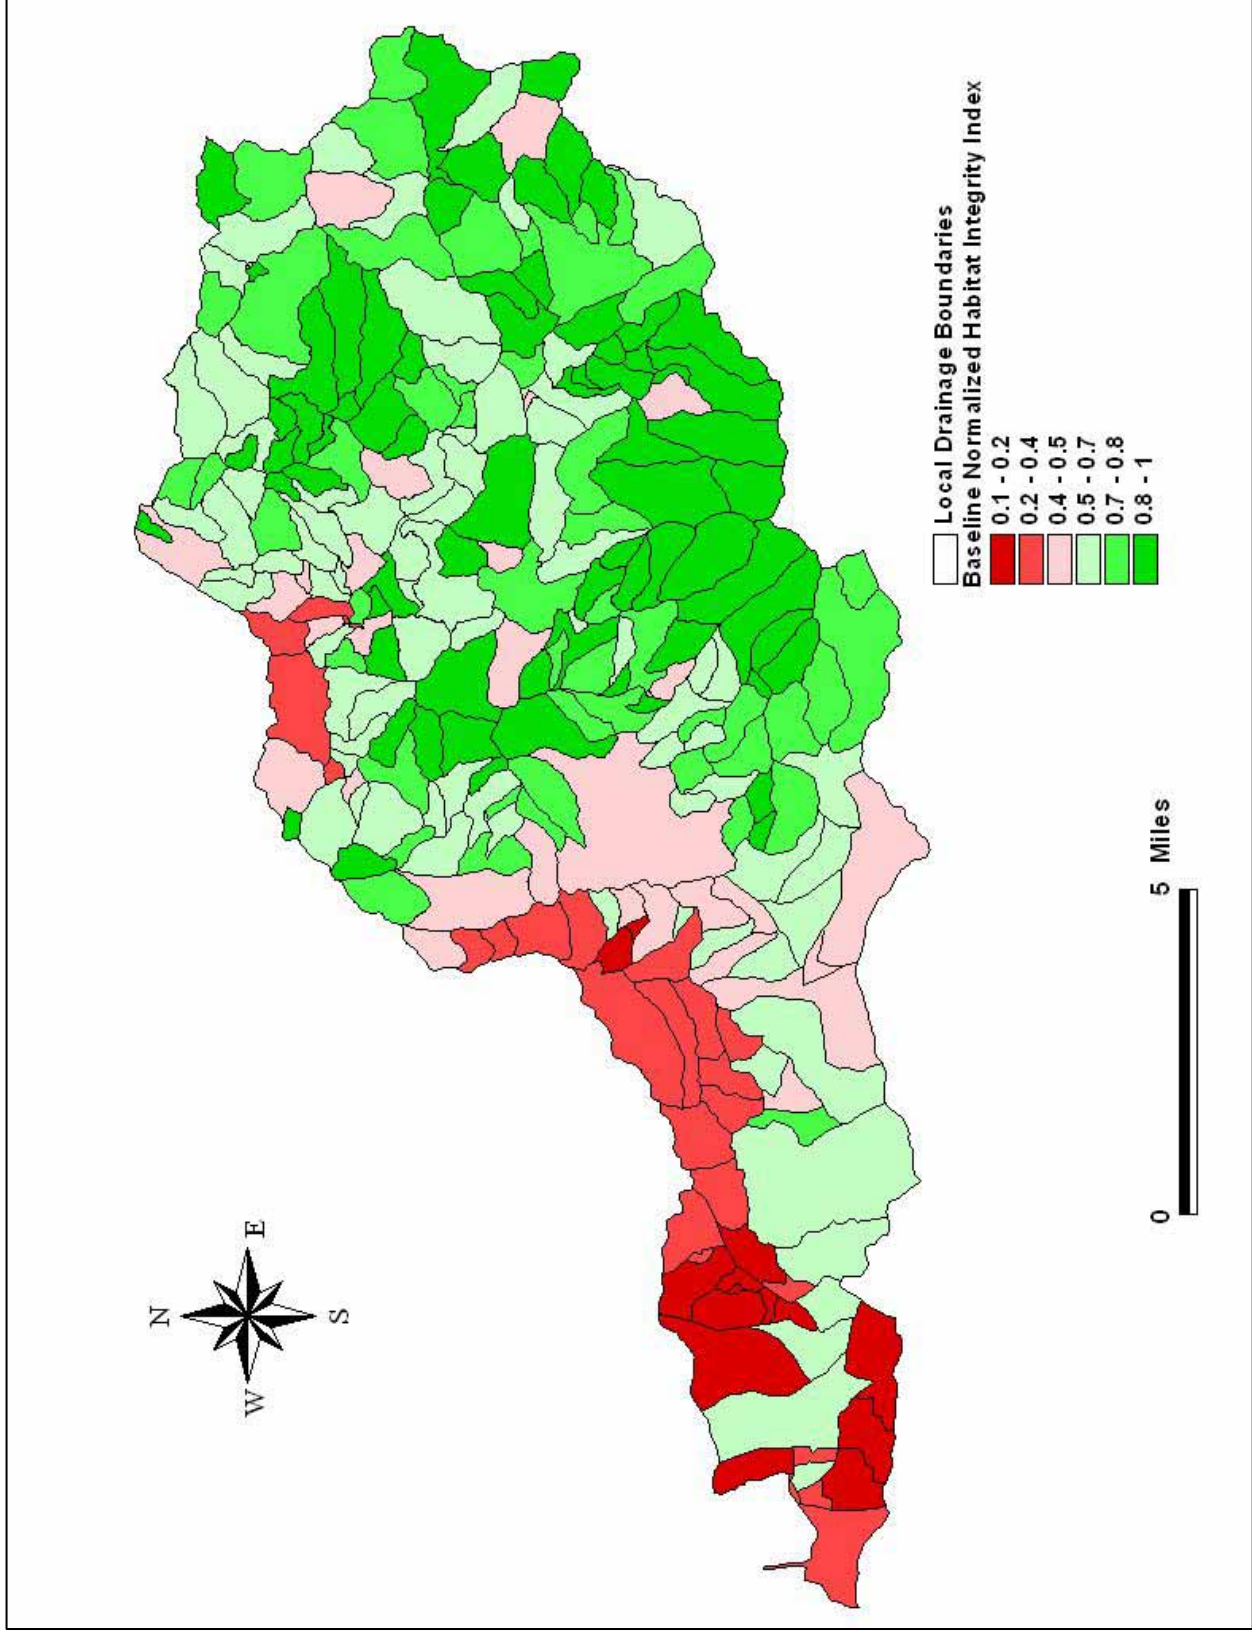 N
W E
S
Local Drainage Boundaries
Baseline Normalized Habitat Integrity Index
0.1 - 0.2
0.2 - 0.4
0.4 - 0.5
0.5 - 0.7
0.7 - 0.8
0.8 - 1
0 5 Miles